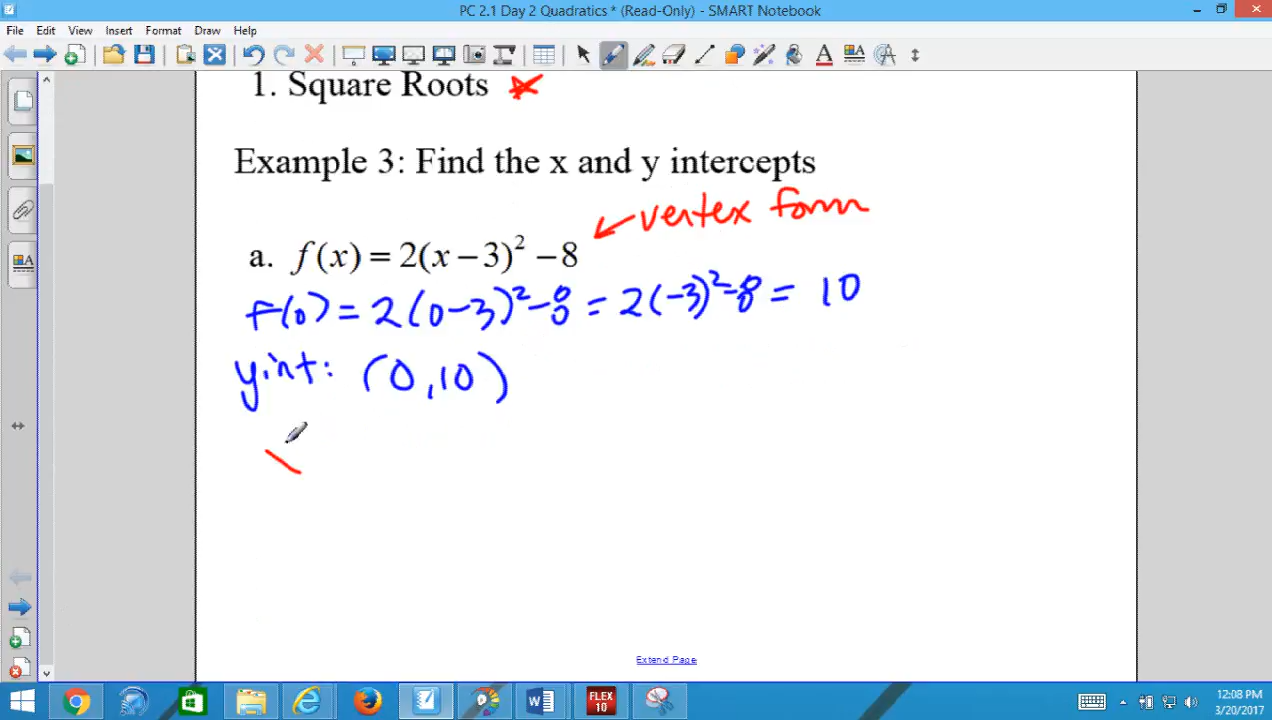 PC 2.1 Day 2 Quadratics * (Read-Only) - SMART Notebook
File Edit View Insert Format Draw Help
1. Square Roots
Example 3: Find the x and y intercepts
vertex form
a. f(x) = 2(x − 3)² − 8
f(0) = 2(0−3)²−8 = 2(−3)²−8 = 10
yint: (0,10)
Extend Page
FLEX
10
12:08 PM
3/20/2017